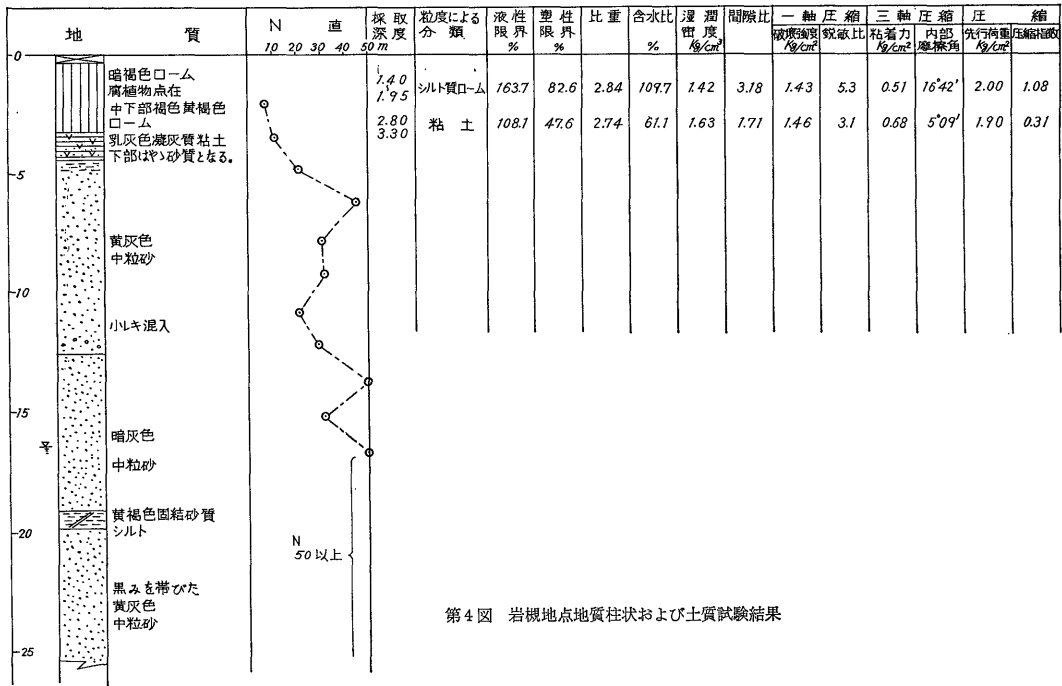 地 質
N 直
10 20 30 40 50
採取深度 m
粒度による分類
液性限界 %
塑性限界 %
比重
含水比 %
湿潤密度 Kg/cm³
間隙比
一軸圧縮
破壊強度 Kg/cm²
鋭敏比
三軸圧縮
粘着力 Kg/cm²
内部摩擦角
圧縮
先行荷重 Kg/cm²
圧縮指数
1.40 1.95 シルト質ローム 163.7 82.6 2.84 109.7 1.42 3.18 1.43 5.3 0.51 16°42′ 2.00 1.08
2.80 3.30 粘土 108.1 47.6 2.74 61.1 1.63 1.71 1.46 3.1 0.68 5°09′ 1.90 0.31
0
-5
-10
-15
-20
-25
暗褐色ローム
腐植物点在
中下部褐色黄褐色
ローム
乳灰色凝灰質粘土
下部はやゝ砂質となる。
黄灰色
中粒砂
小レキ混入
暗灰色
中粒砂
黄褐色固結砂質
シルト
N
50以上
黒みを帯びた
黄灰色
中粒砂
第4図 岩槻地点地質柱状および土質試験結果